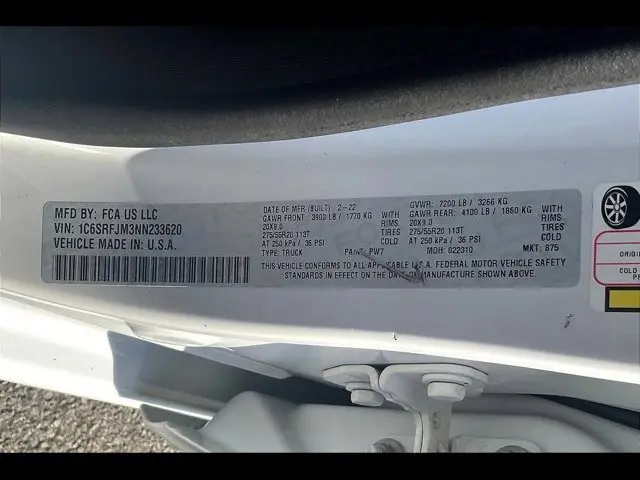 MFD BY: FCA US LLC
VIN: 1C6SRFJM3NN233620
VEHICLE MADE IN U.S.A.
DATE OF MFR (BUILT): 2-22 GVWR: 7200 LB / 3266 KG
GAWR FRONT: 3900 LB / 1770 KG WITH GAWR REAR: 4100 LB / 1860 KG WITH
20X9.0 RIMS 20X9.0 RIMS
275/55R20 113T TIRES 275/55R20 113T TIRES
AT 250 kPa / 36 PSI COLD AT 250 kPa / 36 PSI COLD
TYPE: TRUCK PAINT: PW7 MOH: 022310 MKT: 875
THIS VEHICLE CONFORMS TO ALL APPLICABLE U.S.A. FEDERAL MOTOR VEHICLE SAFETY
STANDARDS IN EFFECT ON THE DATE OF MANUFACTURE SHOWN ABOVE.
ORIGI
COLD